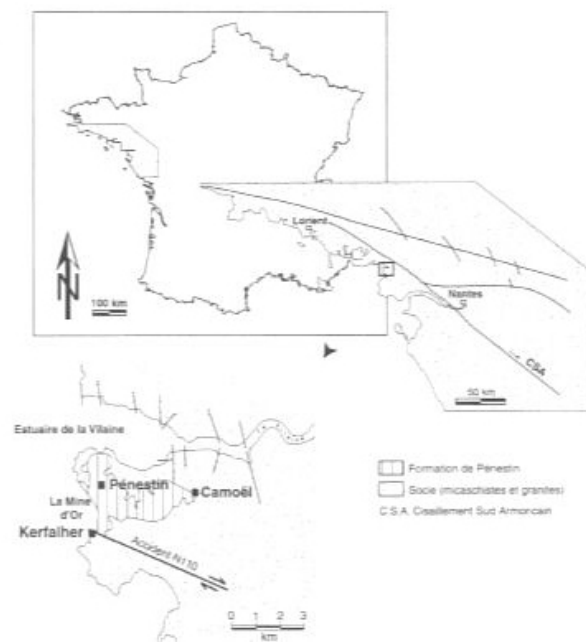 N
100 km
Lorient
Nantes
CSA
50 km
Estuaire de la Vilaine
Pénestin
Camoël
La Mine
d'Or
Kerfalher
Accident N110
0 1 2 3
km
Formation de Pénestin
Socle (micaschistes et granites)
C.S.A. Cisaillement Sud Armoricain